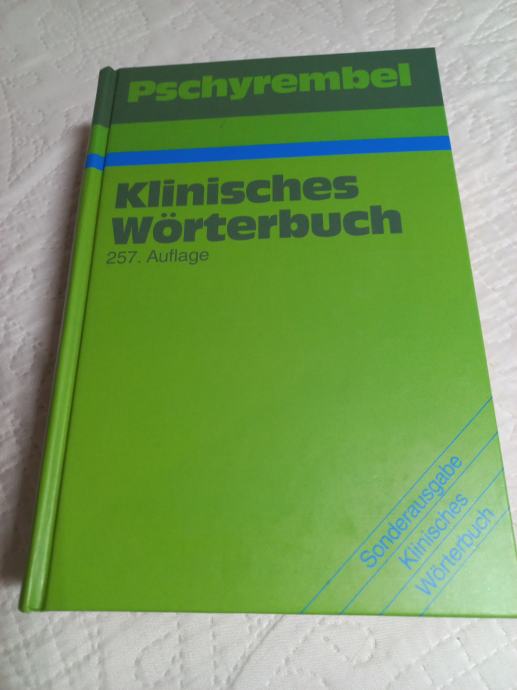 Pschyrembel
Klinisches
Wörterbuch
257. Auflage
Sonderausgabe
Klinisches
Wörterbuch